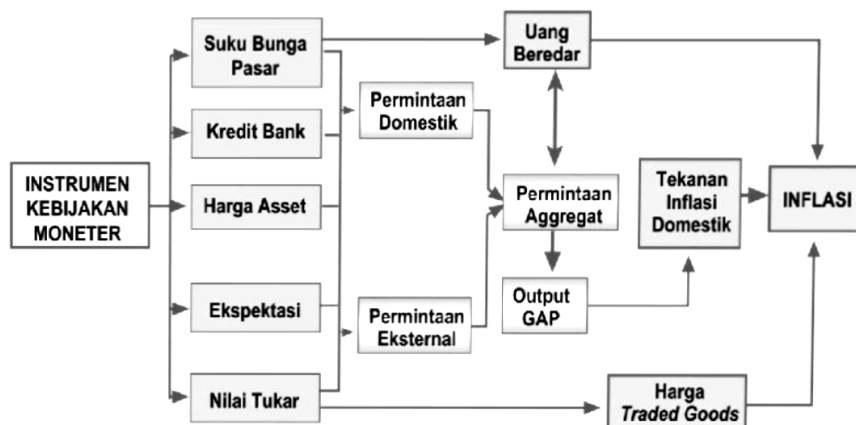 INSTRUMEN
KEBIJAKAN
MONETER
Suku Bunga
Pasar
Kredit Bank
Harga Asset
Ekspektasi
Nilai Tukar
Permintaan
Domestik
Permintaan
Eksternal
Uang
Beredar
Permintaan
Aggregat
Output
GAP
Tekanan
Inflasi
Domestik
Harga
Traded Goods
INFLASI